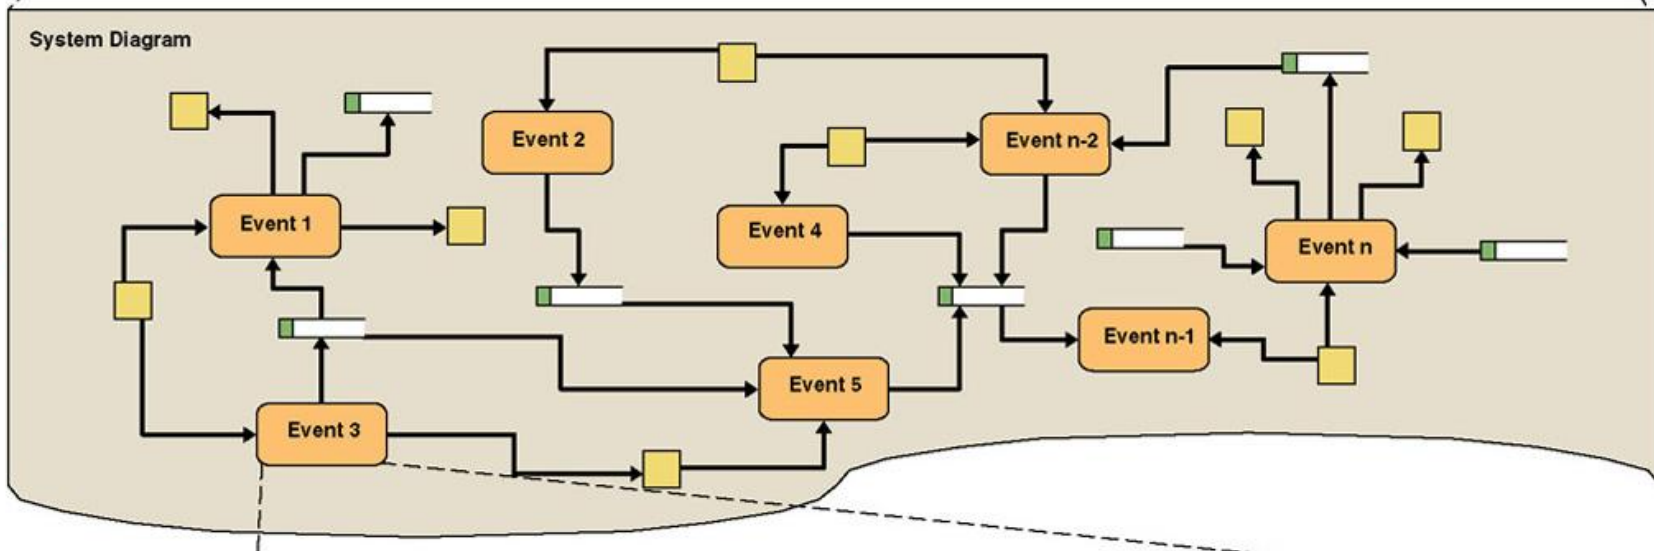 System Diagram
Event 2
Event n-2
Event 1
Event 4
Event n
Event n-1
Event 5
Event 3